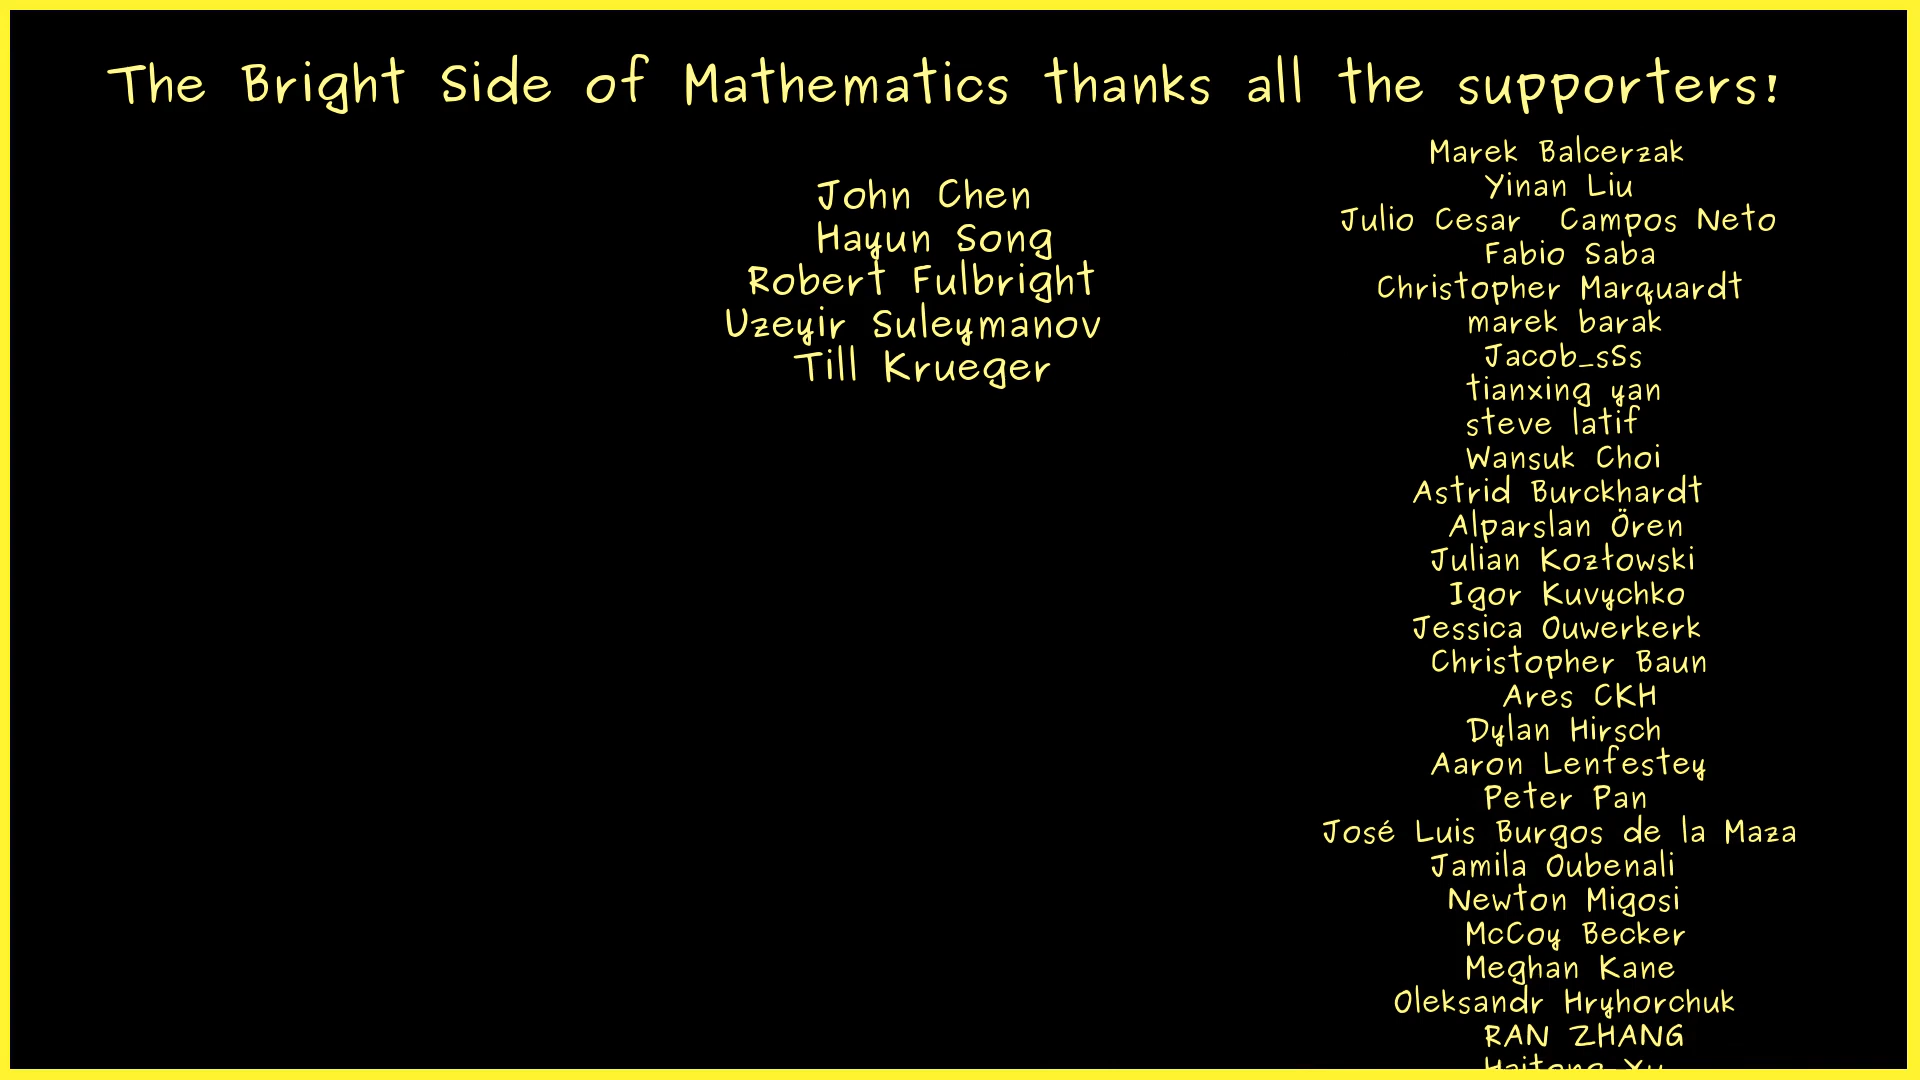 The Bright Side of Mathematics thanks all the supporters!
John Chen
Hayun Song
Robert Fulbright
Uzeyir Suleymanov
Till Krueger
Marek Balcerzak
Yinan Liu
Julio Cesar Campos Neto
Fabio Saba
Christopher Marquardt
marek barak
Jacob_sSs
tianxing yan
steve latif
Wansuk Choi
Astrid Burckhardt
Alparslan Ören
Julian Kozłowski
Igor Kuvychko
Jessica Ouwerkerk
Christopher Baun
Ares CKH
Dylan Hirsch
Aaron Lenfestey
Peter Pan
José Luis Burgos de la Maza
Jamila Oubenali
Newton Migosi
McCoy Becker
Meghan Kane
Oleksandr Hryhorchuk
RAN ZHANG